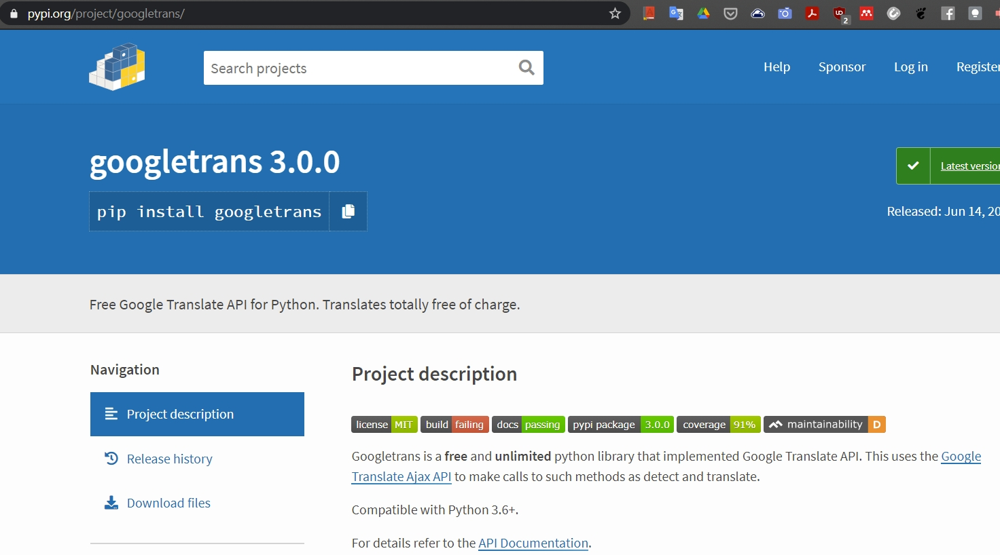 pypi.org/project/googletrans/
2
Search projects
Help Sponsor Log in Register
googletrans 3.0.0
Latest version
pip install googletrans
Released: Jun 14, 20
Free Google Translate API for Python. Translates totally free of charge.
Navigation
Project description
Release history
Download files
Project description
license MIT build failing docs passing pypi package 3.0.0 coverage 91% maintainability D
Googletrans is a free and unlimited python library that implemented Google Translate API. This uses the Google
Translate Ajax API to make calls to such methods as detect and translate.
Compatible with Python 3.6+.
For details refer to the API Documentation.